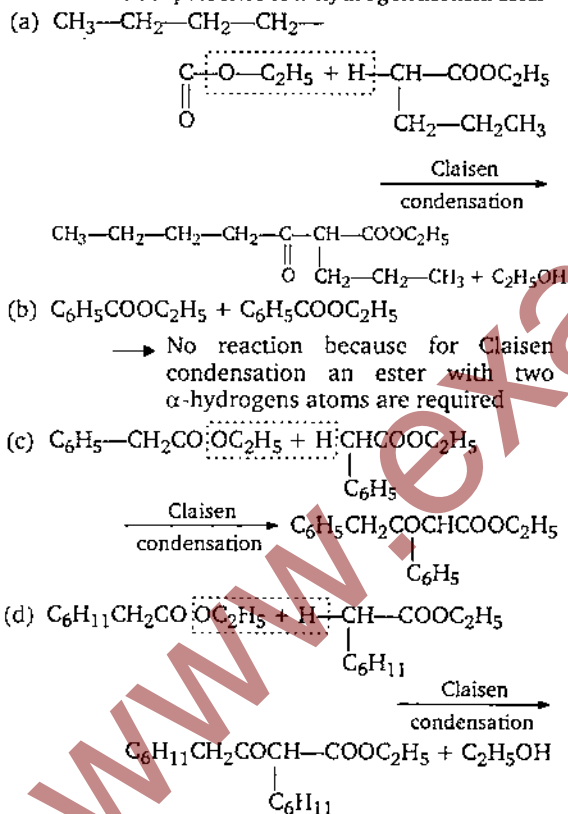 (a) CH₃—CH₂—CH₂—CH₂—
C—O—C₂H₅ + H—CH—COOC₂H₅
O CH₂—CH₂CH₃
Claisen
condensation
CH₃—CH₂—CH₂—CH₂—C—CH—COOC₂H₅
O CH₂—CH₂—CH₃ + C₂H₅OH
(b) C₆H₅COOC₂H₅ + C₆H₅COOC₂H₅
→ No reaction because for Claisen
condensation an ester with two
α-hydrogens atoms are required
(c) C₆H₅—CH₂CO OC₂H₅ + H CHCOOC₂H₅
C₆H₅
Claisen
condensation
C₆H₅CH₂COCHCOOC₂H₅
C₆H₅
(d) C₆H₁₁CH₂CO OC₂H₅ + H—CH—COOC₂H₅
C₆H₁₁
Claisen
condensation
C₆H₁₁CH₂COCH—COOC₂H₅ + C₂H₅OH
C₆H₁₁
www.exa